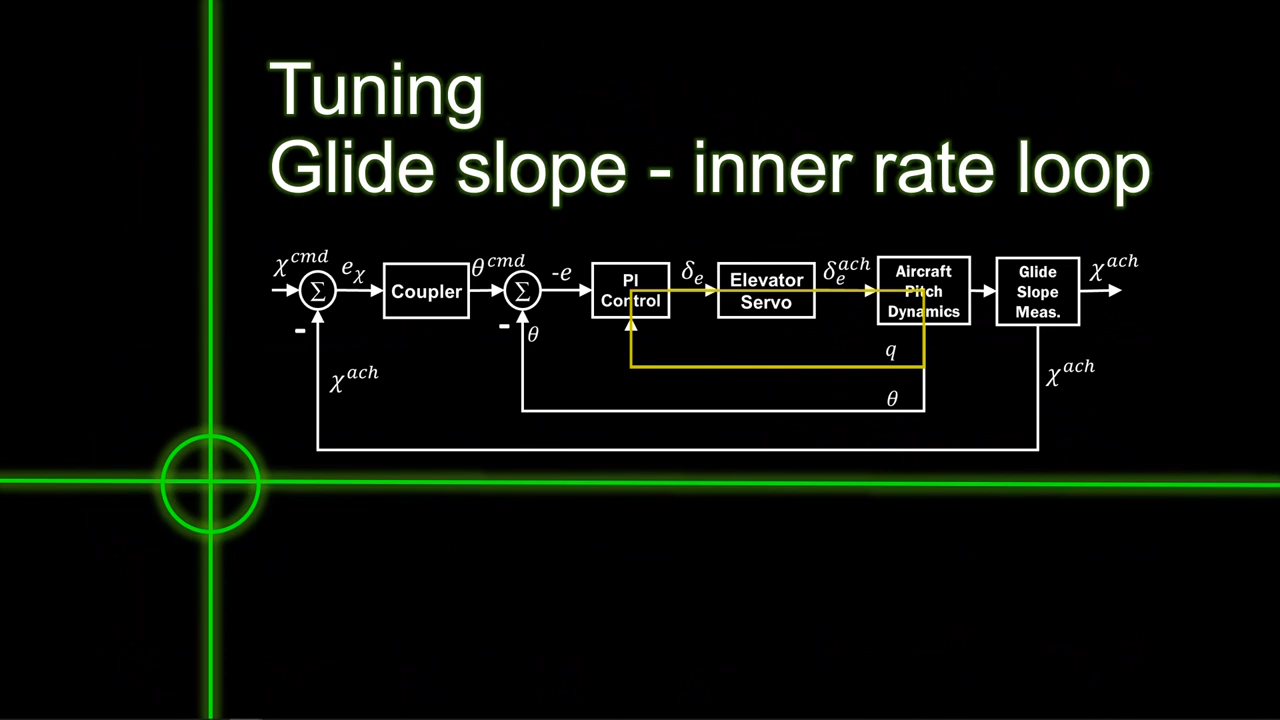 Tuning
Glide slope - inner rate loop
χ^cmd
e_χ
θ^cmd
-e
δ_e
δ_e^ach
χ^ach
Σ
Coupler
Σ
PI
Control
Elevator
Servo
Aircraft
Pitch
Dynamics
Glide
Slope
Meas.
-
-
θ
q
χ^ach
χ^ach
θ